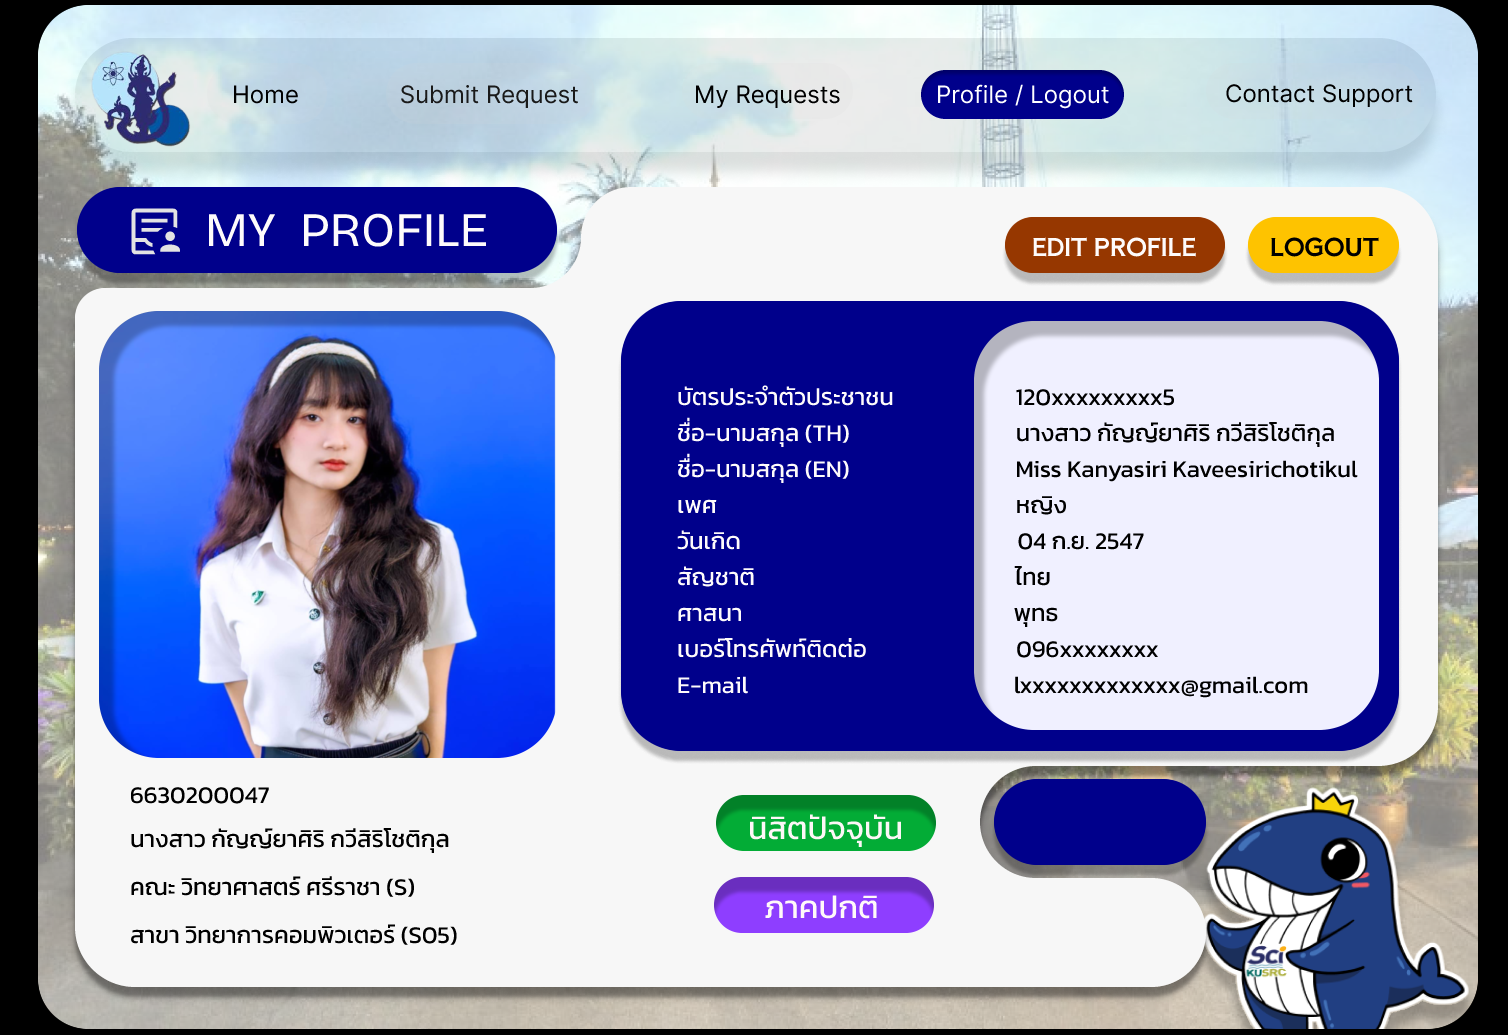 Home
Submit Request
My Requests
Profile / Logout
Contact Support
MY PROFILE
EDIT PROFILE
LOGOUT
บัตรประจำตัวประชาชน
120xxxxxxxxx5
ชื่อ-นามสกุล (TH)
นางสาว กัญญ์ยาศิริ กวีสิริโชติกุล
ชื่อ-นามสกุล (EN)
Miss Kanyasiri Kaveesirichotikul
เพศ
หญิง
วันเกิด
04 ก.ย. 2547
สัญชาติ
ไทย
ศาสนา
พุทธ
เบอร์โทรศัพท์ติดต่อ
096xxxxxxxx
E-mail
lxxxxxxxxxxxxx@gmail.com
6630200047
นางสาว กัญญ์ยาศิริ กวีสิริโชติกุล
คณะ วิทยาศาสตร์ ศรีราชา (S)
สาขา วิทยาการคอมพิวเตอร์ (S05)
นิสิตปัจจุบัน
ภาคปกติ
Sci
KUSRC